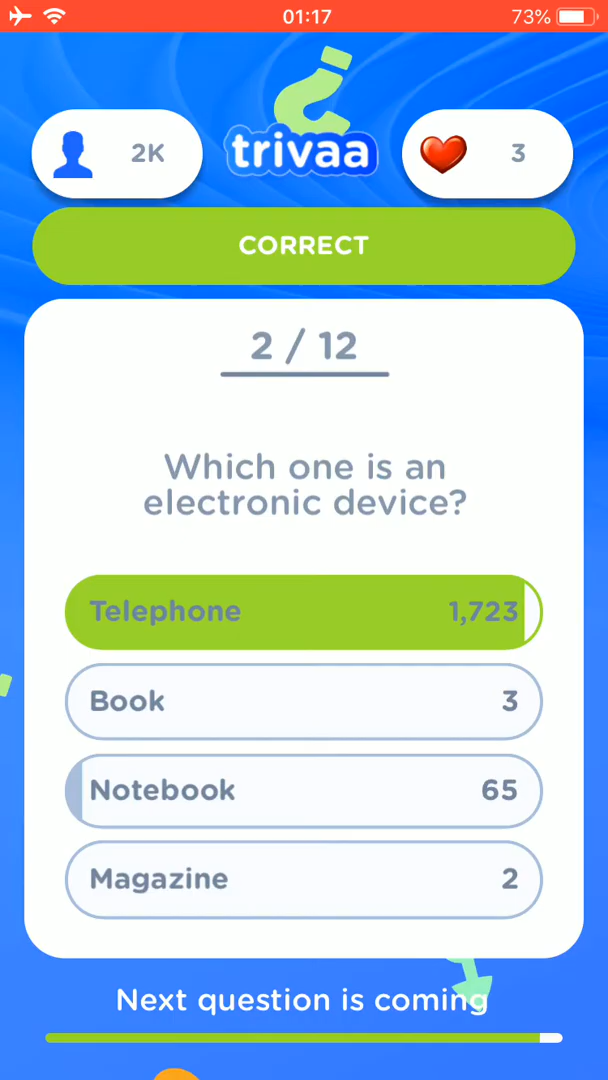 01:17
73%
2K
trivaa
3
CORRECT
2 / 12
Which one is an
electronic device?
Telephone 1,723
Book 3
Notebook 65
Magazine 2
Next question is coming